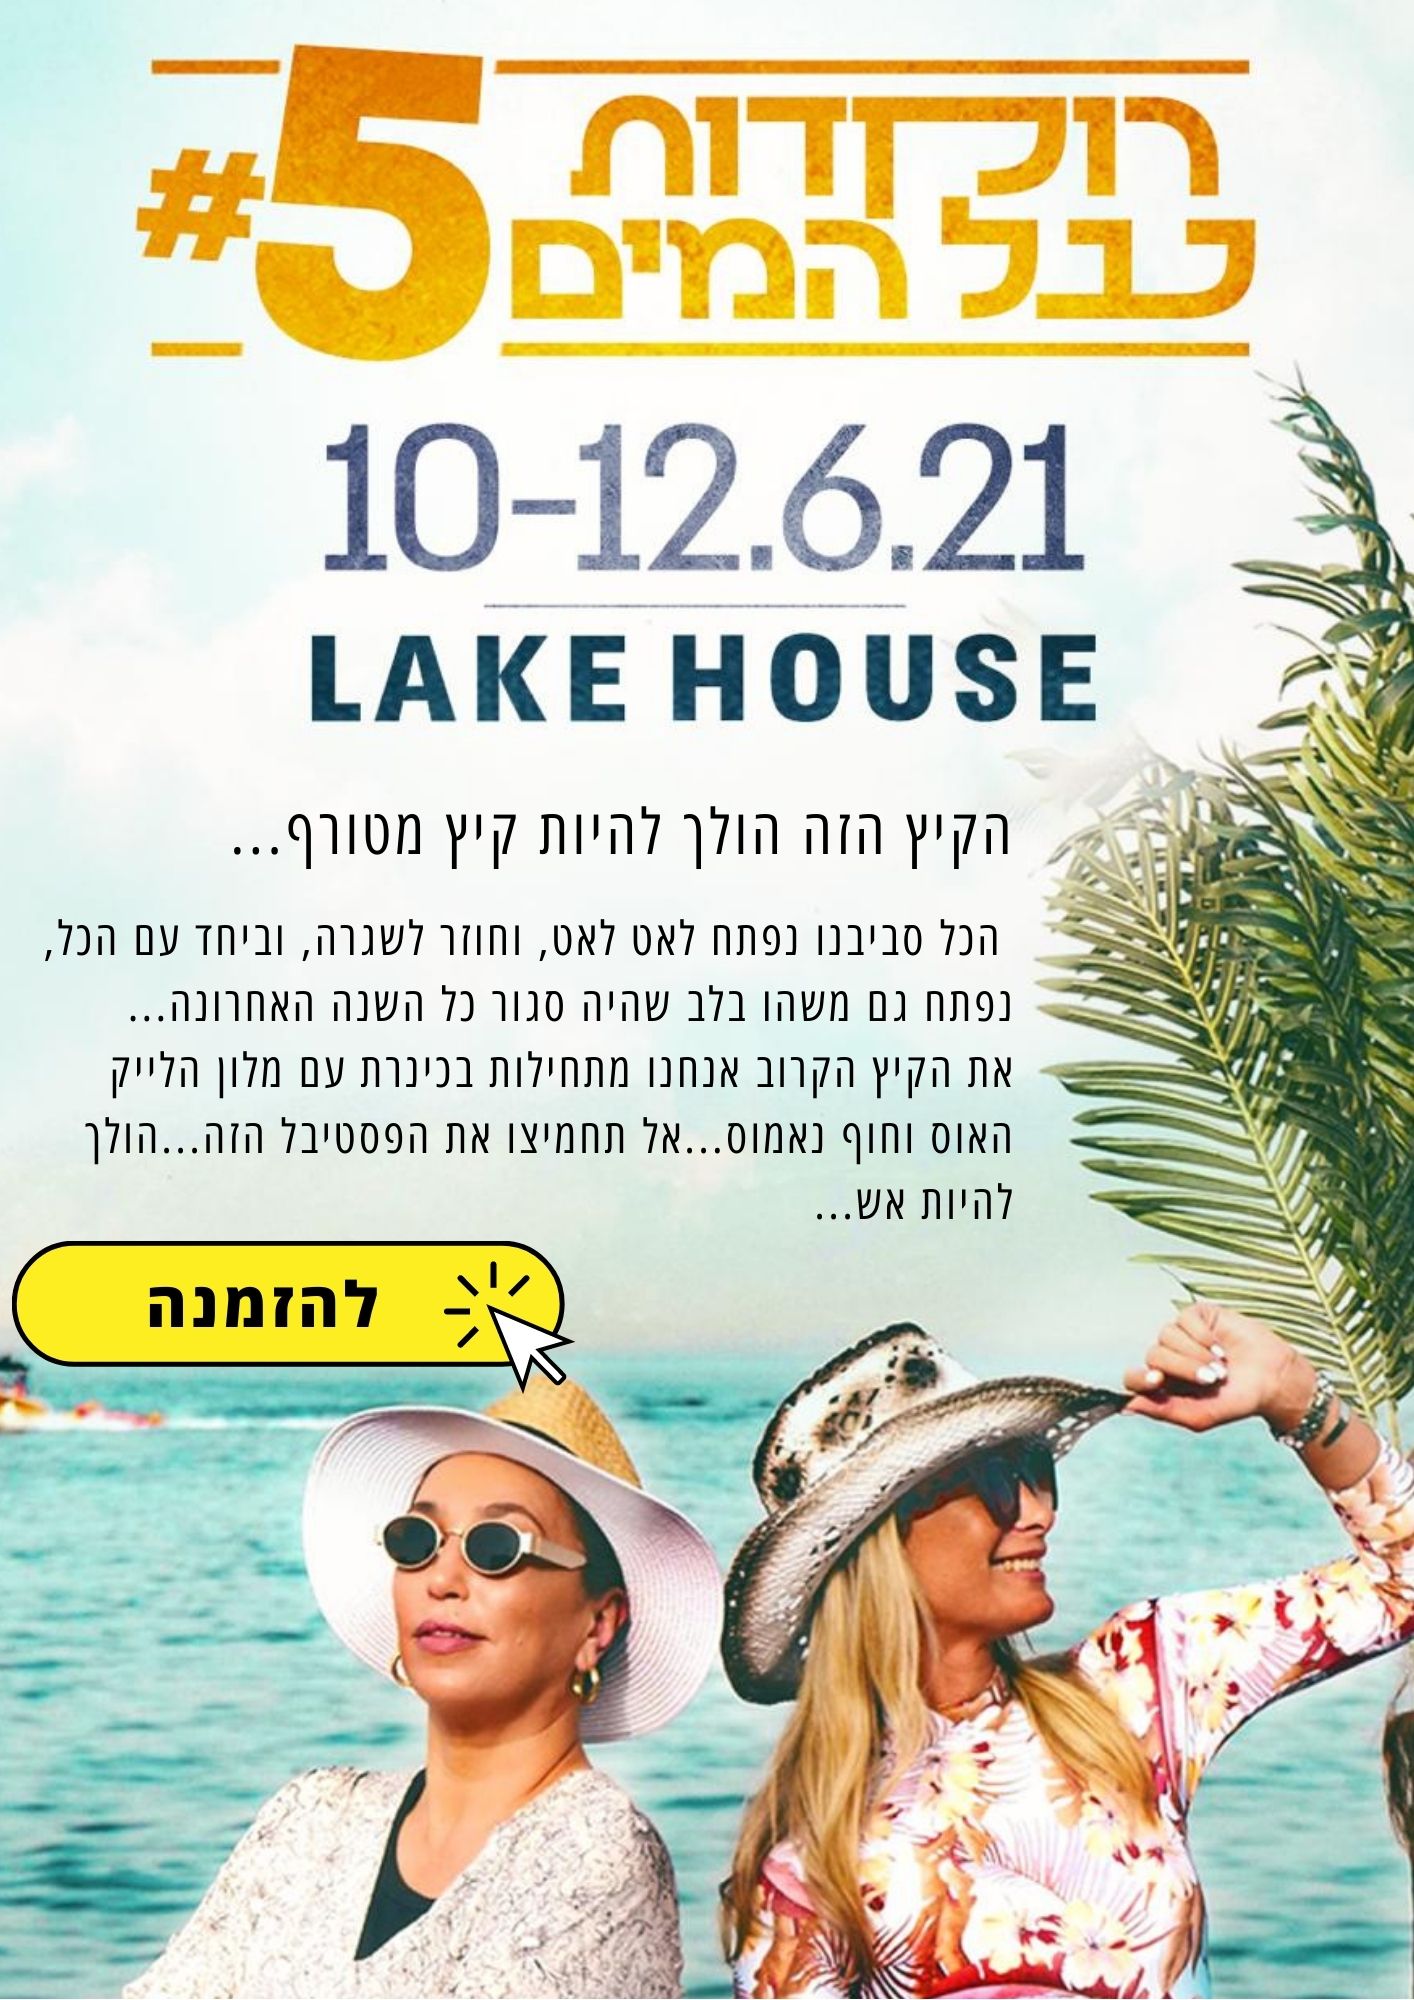 רוקדות
על המים
#5
10-12.6.21
LAKE HOUSE
הקיץ הזה הולך להיות קיץ מטורף...
הכל סביבנו נפתח לאט לאט, וחוזר לשגרה, וביחד עם הכל,
נפתח גם משהו בלב שהיה סגור כל השנה האחרונה...
את הקיץ הקרוב אנחנו מתחילות בכינרת עם מלון הלייק
האוס וחוף נאמוס...אל תחמיצו את הפסטיבל הזה...הולך
להיות אש...
להזמנה